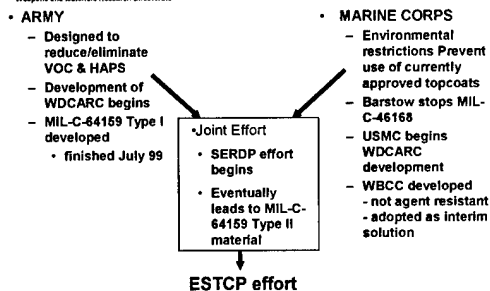 • ARMY
– Designed to
reduce/eliminate
VOC & HAPS
– Development of
WDCARC begins
– MIL-C-64159 Type I
developed
• finished July 99
• MARINE CORPS
– Environmental
restrictions Prevent
use of currently
approved topcoats
– Barstow stops MIL-
C-46168
– USMC begins
WDCARC
development
– WBCC developed
- not agent resistant
- adopted as interim
solution
•Joint Effort
• SERDP effort
begins
• Eventually
leads to MIL-C-
64159 Type II
material
ESTCP effort